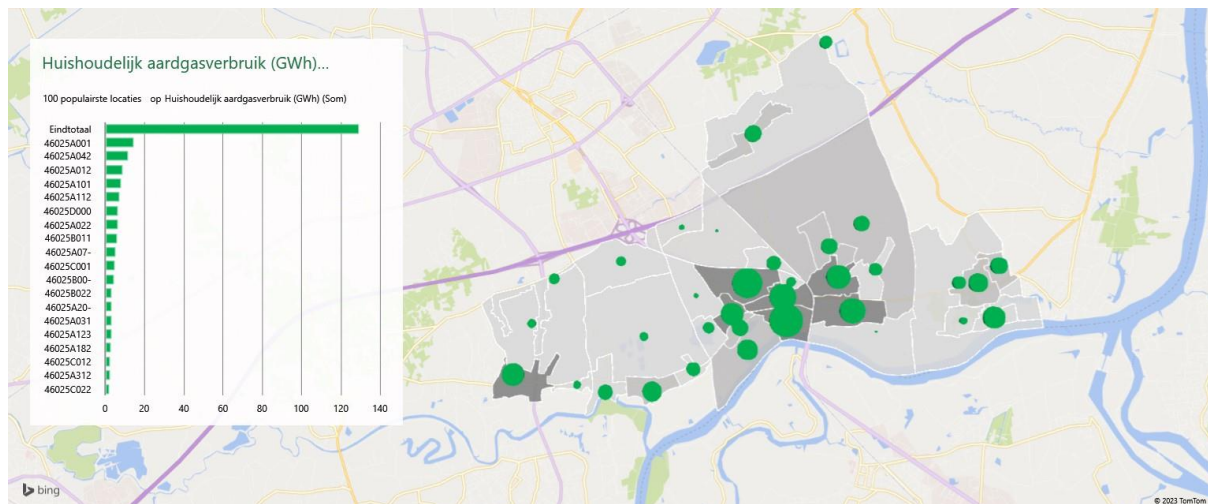 Huishoudelijk aardgasverbruik (GWh)...
100 populairste locaties op Huishoudelijk aardgasverbruik (GWh) (Som)
Eindtotaal
46025A001
46025A042
46025A012
46025A101
46025A112
46025D000
46025A022
46025B011
46025A07-
46025C001
46025B00-
46025B022
46025A20-
46025A031
46025A123
46025A182
46025C012
46025A312
46025C022
0 20 40 60 80 100 120 140
bing
© 2023 TomTom